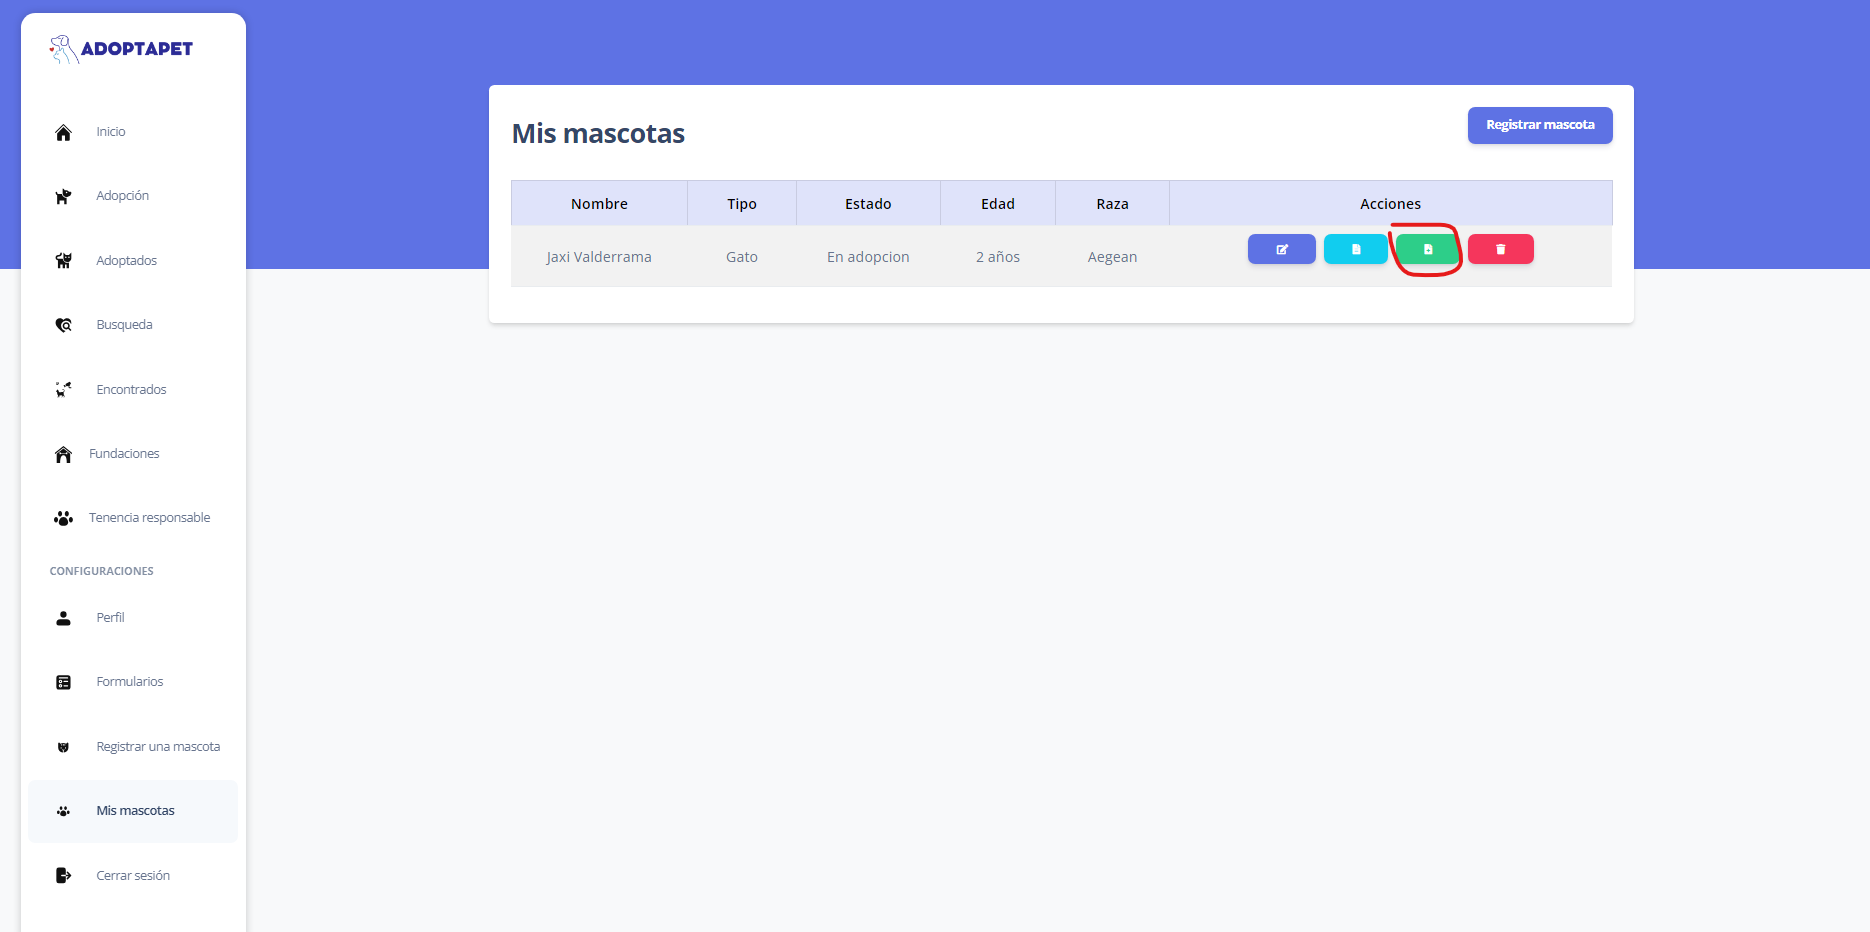 ADOPTAPET
Inicio
Adopción
Adoptados
Busqueda
Encontrados
Fundaciones
Tenencia responsable
CONFIGURACIONES
Perfil
Formularios
Registrar una mascota
Mis mascotas
Cerrar sesión
Mis mascotas
Registrar mascota
Nombre Tipo Estado Edad Raza Acciones
Jaxi Valderrama Gato En adopcion 2 años Aegean